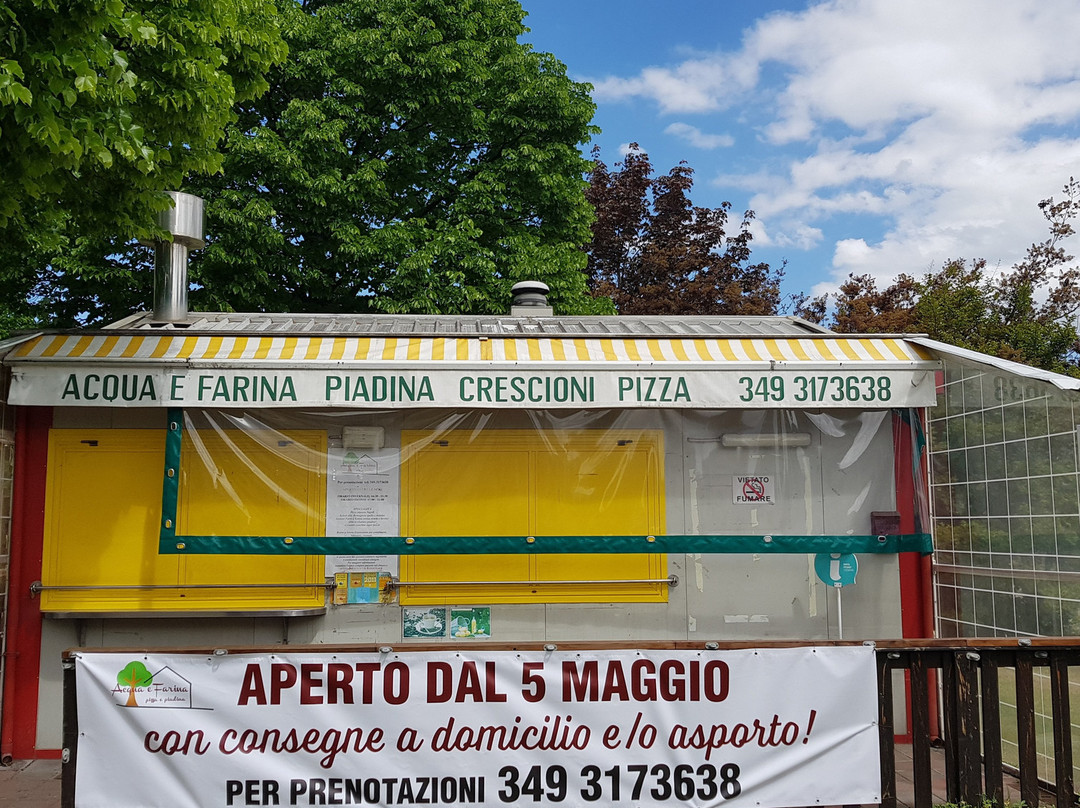 ACQUA E FARINA PIADINA CRESCIONI PIZZA 349 3173638
VIETATO
FUMARE
Acqua e Farina
pizza e piadina
APERTO DAL 5 MAGGIO
con consegne a domicilio e/o asporto!
PER PRENOTAZIONI 349 3173638